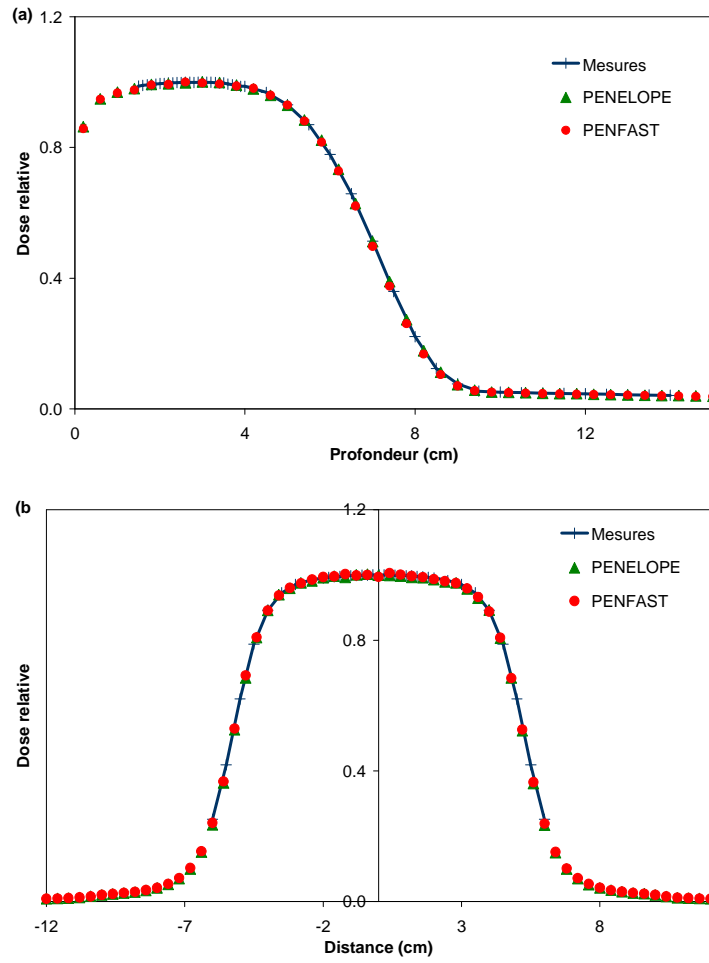 (a)
1.2
Mesures
PENELOPE
PENFAST
Dose relative
0.8
0.4
0.0
0 4 8 12
Profondeur (cm)
(b)
1.2
Mesures
PENELOPE
PENFAST
Dose relative
0.8
0.4
0.0
-12 -7 -2 3 8
Distance (cm)